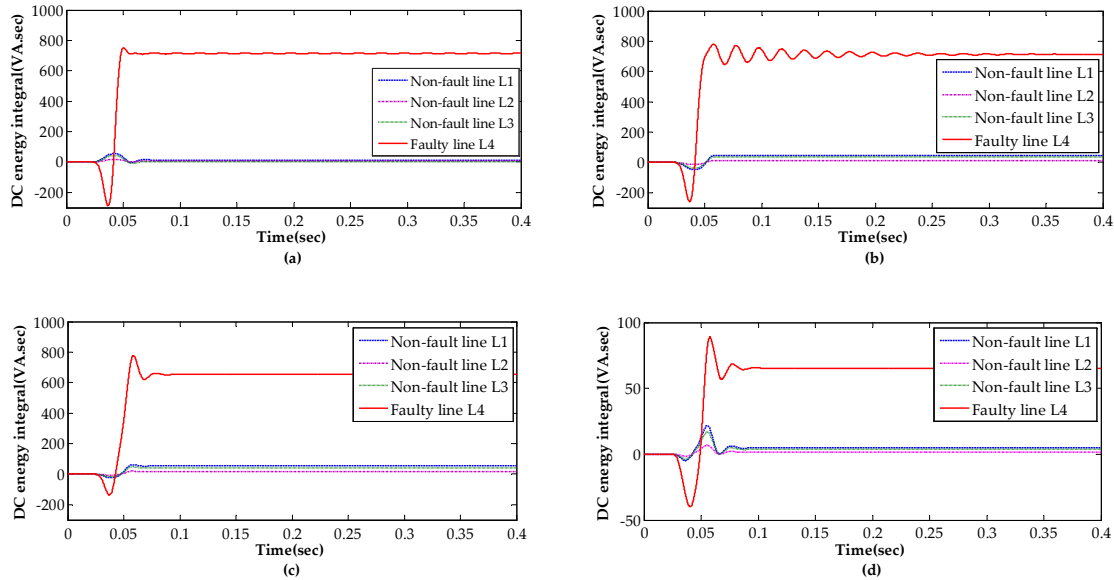 DC energy integral(VA.sec)
1000
800
600
400
200
0
-200
Non-fault line L1
Non-fault line L2
Non-fault line L3
Faulty line L4
0 0.05 0.1 0.15 0.2 0.25 0.3 0.35 0.4
Time(sec)
(a)
DC energy integral(VA.sec)
1000
800
600
400
200
0
-200
Non-fault line L1
Non-fault line L2
Non-fault line L3
Faulty line L4
0 0.05 0.1 0.15 0.2 0.25 0.3 0.35 0.4
Time(sec)
(b)
DC energy integral(VA.sec)
1000
800
600
400
200
0
-200
Non-fault line L1
Non-fault line L2
Non-fault line L3
Faulty line L4
0 0.05 0.1 0.15 0.2 0.25 0.3 0.35 0.4
Time(sec)
(c)
DC energy integral(VA.sec)
100
50
0
-50
Non-fault line L1
Non-fault line L2
Non-fault line L3
Faulty line L4
0 0.05 0.1 0.15 0.2 0.25 0.3 0.35 0.4
Time(sec)
(d)